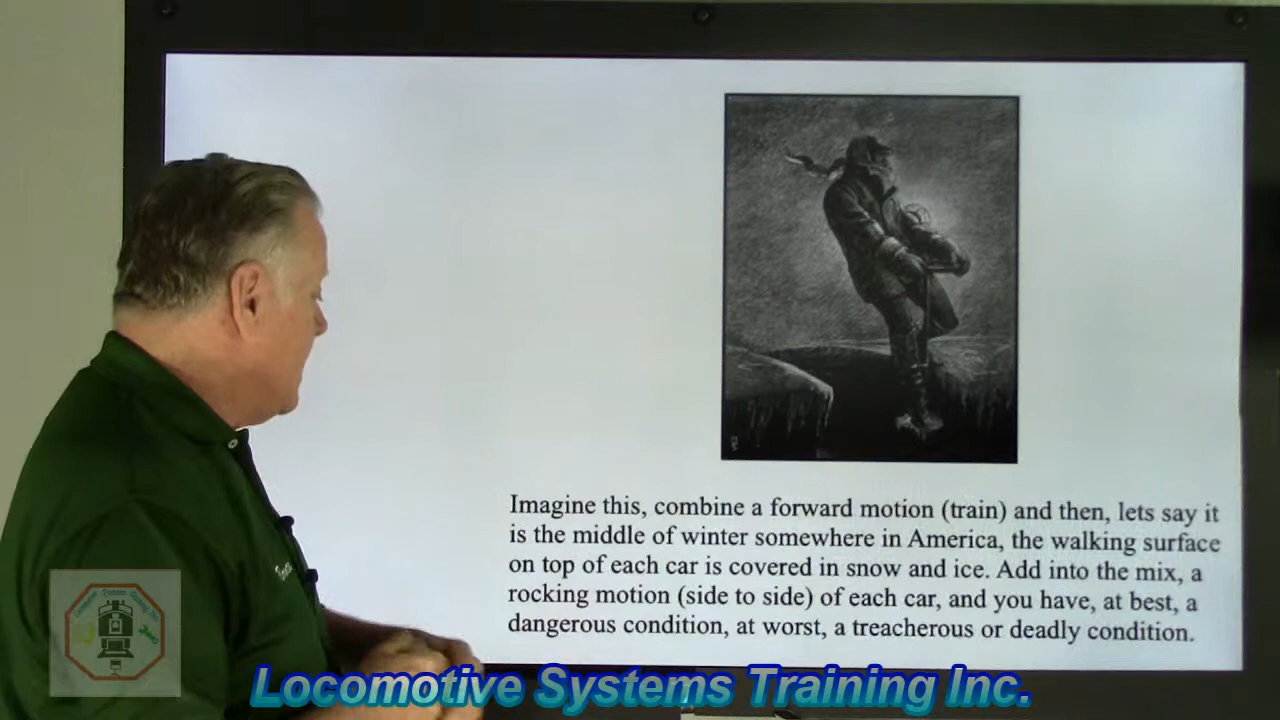 Imagine this, combine a forward motion (train) and then, lets say it
is the middle of winter somewhere in America, the walking surface
on top of each car is covered in snow and ice. Add into the mix, a
rocking motion (side to side) of each car, and you have, at best, a
dangerous condition, at worst, a treacherous or deadly condition.
Locomotive Systems Training Inc.